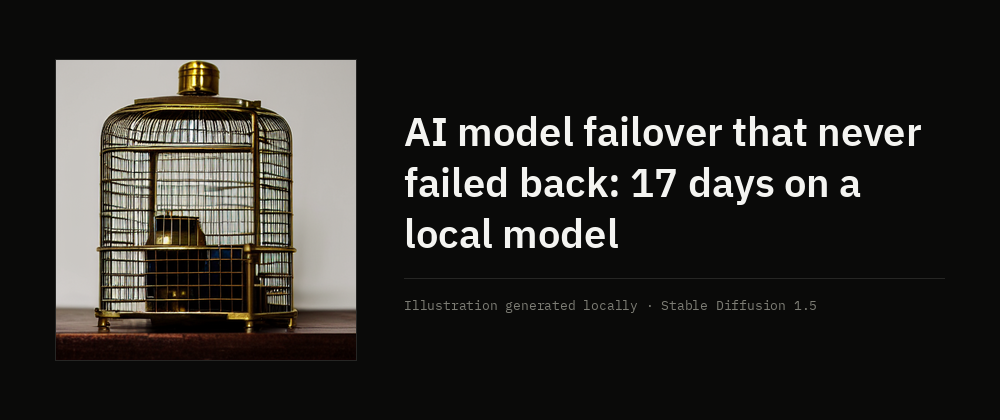 AI model failover that never
failed back: 17 days on a
local model
Illustration generated locally · Stable Diffusion 1.5